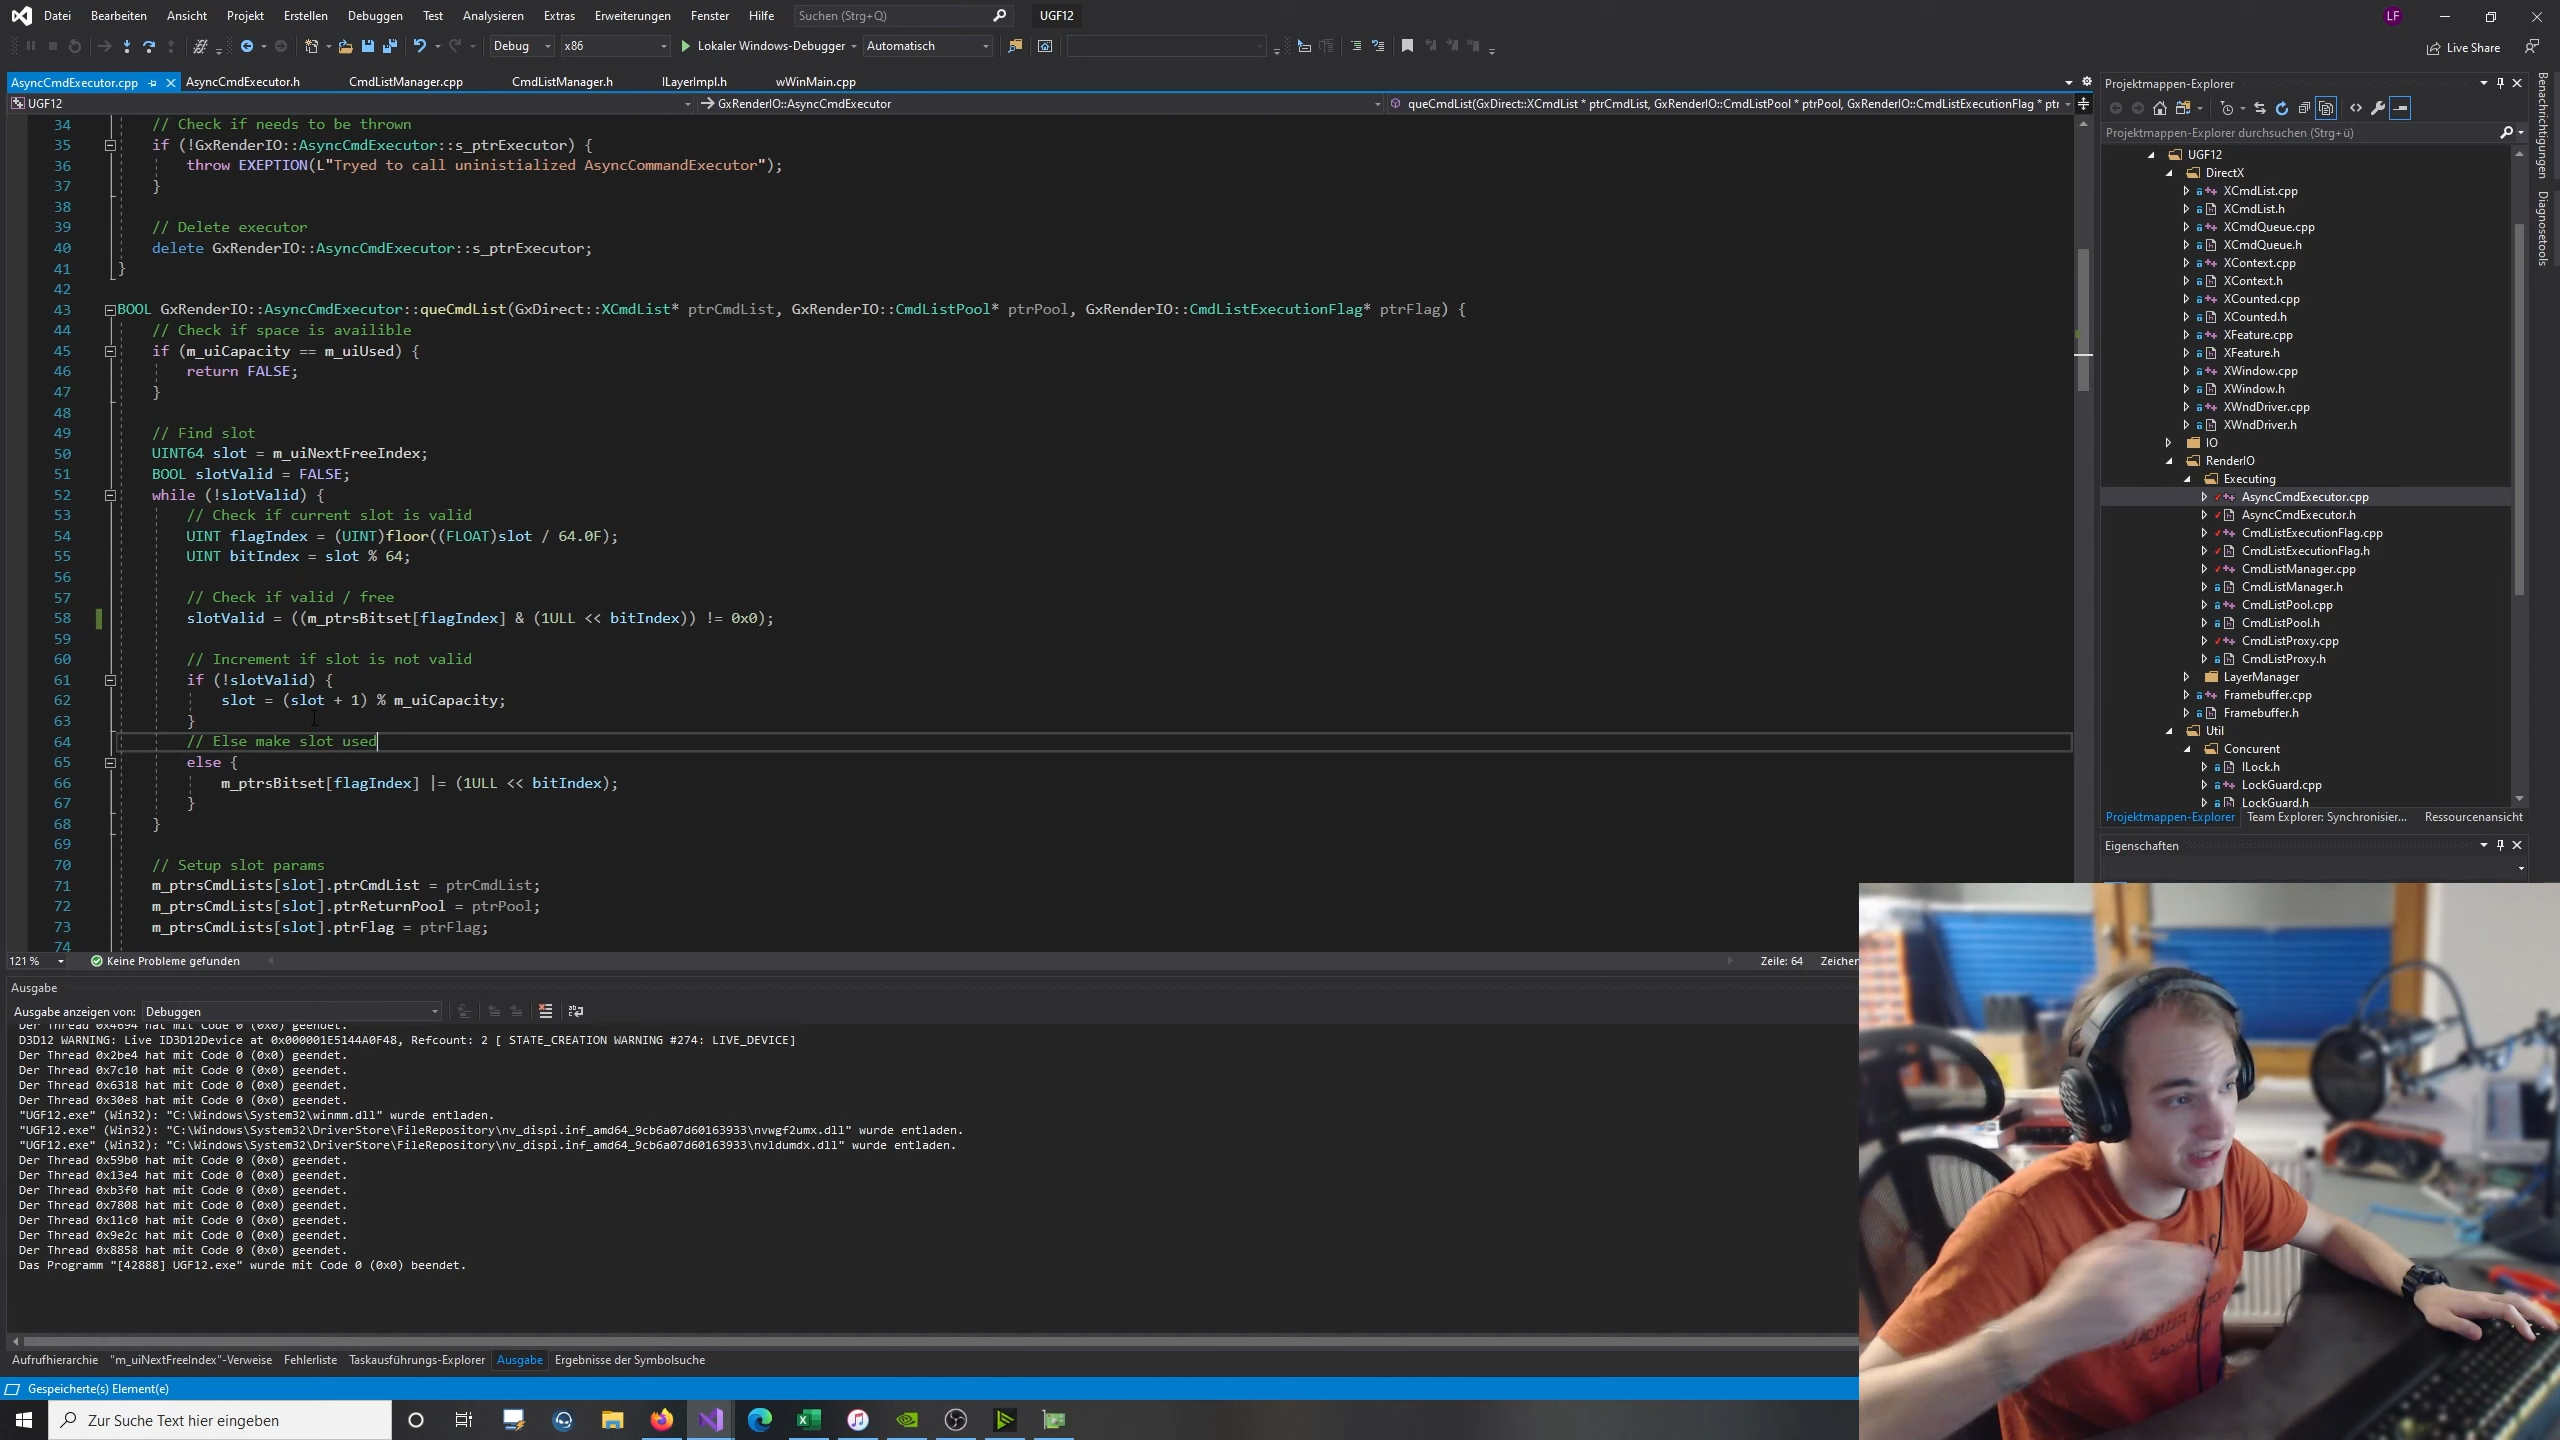 Datei Bearbeiten Ansicht Projekt Erstellen Debuggen Test Analysieren Extras Erweiterungen Fenster Hilfe Suchen (Strg+Q) UGF12 LF
Debug x86 Lokaler Windows-Debugger Automatisch Live Share
AsyncCmdExecutor.cpp AsyncCmdExecutor.h CmdListManager.cpp CmdListManager.h ILayerImpl.h wWinMain.cpp
UGF12 GxRenderIO::AsyncCmdExecutor queCmdList(GxDirect::XCmdList * ptrCmdList, GxRenderIO::CmdListPool * ptrPool, GxRenderIO::CmdListExecutionFlag * ptr
34 // Check if needs to be thrown
35 if (!GxRenderIO::AsyncCmdExecutor::s_ptrExecutor) {
36 throw EXEPTION(L"Tryed to call uninistialized AsyncCommandExecutor");
37 }
38
39 // Delete executor
40 delete GxRenderIO::AsyncCmdExecutor::s_ptrExecutor;
41 }
42
43 BOOL GxRenderIO::AsyncCmdExecutor::queCmdList(GxDirect::XCmdList* ptrCmdList, GxRenderIO::CmdListPool* ptrPool, GxRenderIO::CmdListExecutionFlag* ptrFlag) {
44 // Check if space is availible
45 if (m_uiCapacity == m_uiUsed) {
46 return FALSE;
47 }
48
49 // Find slot
50 UINT64 slot = m_uiNextFreeIndex;
51 BOOL slotValid = FALSE;
52 while (!slotValid) {
53 // Check if current slot is valid
54 UINT flagIndex = (UINT)floor((FLOAT)slot / 64.0F);
55 UINT bitIndex = slot % 64;
56
57 // Check if valid / free
58 slotValid = ((m_ptrsBitset[flagIndex] & (1ULL << bitIndex)) != 0x0);
59
60 // Increment if slot is not valid
61 if (!slotValid) {
62 slot = (slot + 1) % m_uiCapacity;
63 }
64 // Else make slot used
65 else {
66 m_ptrsBitset[flagIndex] |= (1ULL << bitIndex);
67 }
68 }
69
70 // Setup slot params
71 m_ptrsCmdLists[slot].ptrCmdList = ptrCmdList;
72 m_ptrsCmdLists[slot].ptrReturnPool = ptrPool;
73 m_ptrsCmdLists[slot].ptrFlag = ptrFlag;
74
121 % Keine Probleme gefunden Zeile: 64 Zeichen
Ausgabe
Ausgabe anzeigen von: Debuggen
Der Thread 0x4694 hat mit Code 0 (0x0) geendet.
D3D12 WARNING: Live ID3D12Device at 0x000001E5144A0F48, Refcount: 2 [ STATE_CREATION WARNING #274: LIVE_DEVICE]
Der Thread 0x2be4 hat mit Code 0 (0x0) geendet.
Der Thread 0x7c10 hat mit Code 0 (0x0) geendet.
Der Thread 0x6318 hat mit Code 0 (0x0) geendet.
Der Thread 0x30e8 hat mit Code 0 (0x0) geendet.
"UGF12.exe" (Win32): "C:\Windows\System32\winmm.dll" wurde entladen.
"UGF12.exe" (Win32): "C:\Windows\System32\DriverStore\FileRepository\nv_dispi.inf_amd64_9cb6a07d60163933\nvwgf2umx.dll" wurde entladen.
"UGF12.exe" (Win32): "C:\Windows\System32\DriverStore\FileRepository\nv_dispi.inf_amd64_9cb6a07d60163933\nvldumdx.dll" wurde entladen.
Der Thread 0x59b0 hat mit Code 0 (0x0) geendet.
Der Thread 0x13e4 hat mit Code 0 (0x0) geendet.
Der Thread 0xb3f0 hat mit Code 0 (0x0) geendet.
Der Thread 0x7808 hat mit Code 0 (0x0) geendet.
Der Thread 0x11c0 hat mit Code 0 (0x0) geendet.
Der Thread 0x9e2c hat mit Code 0 (0x0) geendet.
Der Thread 0x8858 hat mit Code 0 (0x0) geendet.
Das Programm "[42888] UGF12.exe" wurde mit Code 0 (0x0) beendet.
Aufrufhierarchie "m_uiNextFreeIndex"-Verweise Fehlerliste Taskausführungs-Explorer Ausgabe Ergebnisse der Symbolsuche
Gespeicherte(s) Element(e)
Zur Suche Text hier eingeben
Projektmappen-Explorer
Projektmappen-Explorer durchsuchen (Strg+ü)
UGF12
DirectX
XCmdList.cpp
XCmdList.h
XCmdQueue.cpp
XCmdQueue.h
XContext.cpp
XContext.h
XCounted.cpp
XCounted.h
XFeature.cpp
XFeature.h
XWindow.cpp
XWindow.h
XWndDriver.cpp
XWndDriver.h
IO
RenderIO
Executing
AsyncCmdExecutor.cpp
AsyncCmdExecutor.h
CmdListExecutionFlag.cpp
CmdListExecutionFlag.h
CmdListManager.cpp
CmdListManager.h
CmdListPool.cpp
CmdListPool.h
CmdListProxy.cpp
CmdListProxy.h
LayerManager
Framebuffer.cpp
Framebuffer.h
Util
Concurent
ILock.h
LockGuard.cpp
LockGuard.h
Projektmappen-Explorer Team Explorer: Synchronisier... Ressourcenansicht
Eigenschaften
Benachrichtigungen
Diagnosetools